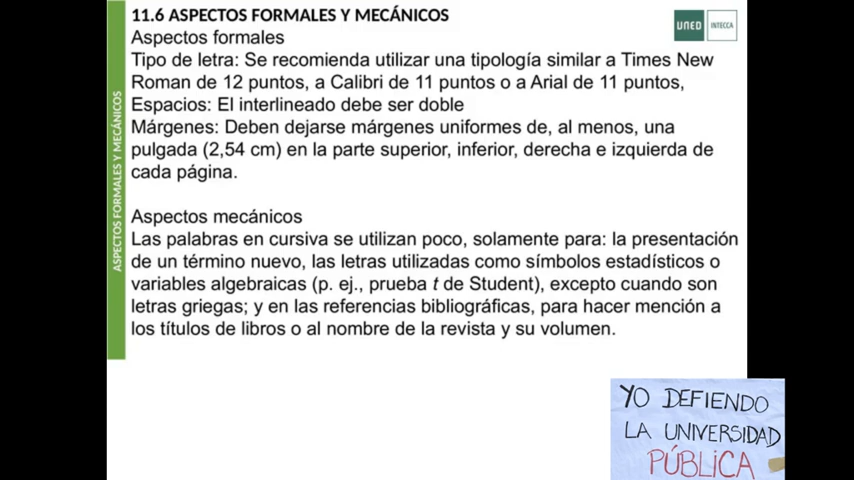 11.6 ASPECTOS FORMALES Y MECÁNICOS
Aspectos formales
Tipo de letra: Se recomienda utilizar una tipología similar a Times New
Roman de 12 puntos, a Calibri de 11 puntos o a Arial de 11 puntos,
Espacios: El interlineado debe ser doble
Márgenes: Deben dejarse márgenes uniformes de, al menos, una
pulgada (2,54 cm) en la parte superior, inferior, derecha e izquierda de
cada página.
Aspectos mecánicos
Las palabras en cursiva se utilizan poco, solamente para: la presentación
de un término nuevo, las letras utilizadas como símbolos estadísticos o
variables algebraicas (p. ej., prueba t de Student), excepto cuando son
letras griegas; y en las referencias bibliográficas, para hacer mención a
los títulos de libros o al nombre de la revista y su volumen.
ASPECTOS FORMALES Y MECÁNICOS
UNED
INTECCA
YO DEFIENDO
LA UNIVERSIDAD
PÚBLICA